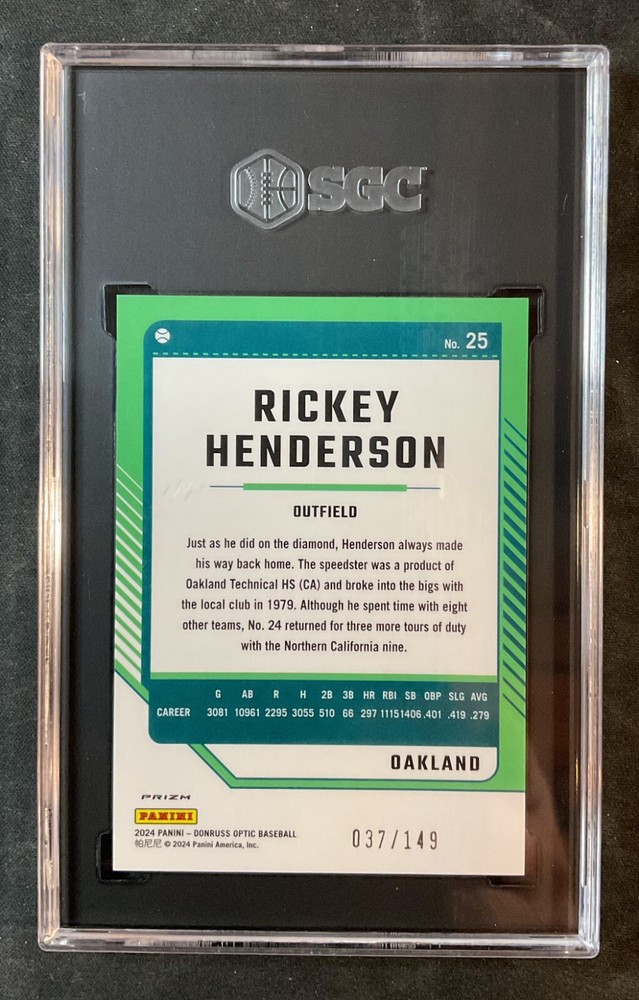 SGC
No. 25
RICKEY
HENDERSON
OUTFIELD
Just as he did on the diamond, Henderson always made
his way back home. The speedster was a product of
Oakland Technical HS (CA) and broke into the bigs with
the local club in 1979. Although he spent time with eight
other teams, No. 24 returned for three more tours of duty
with the Northern California nine.
G AB R H 2B 3B HR RBI SB OBP SLG AVG
CAREER 3081 10961 2295 3055 510 66 297 1115 1406 .401 .419 .279
OAKLAND
PRIZM
PANINI
2024 PANINI – DONRUSS OPTIC BASEBALL
帕尼尼 © 2024 Panini America, Inc.
037/149